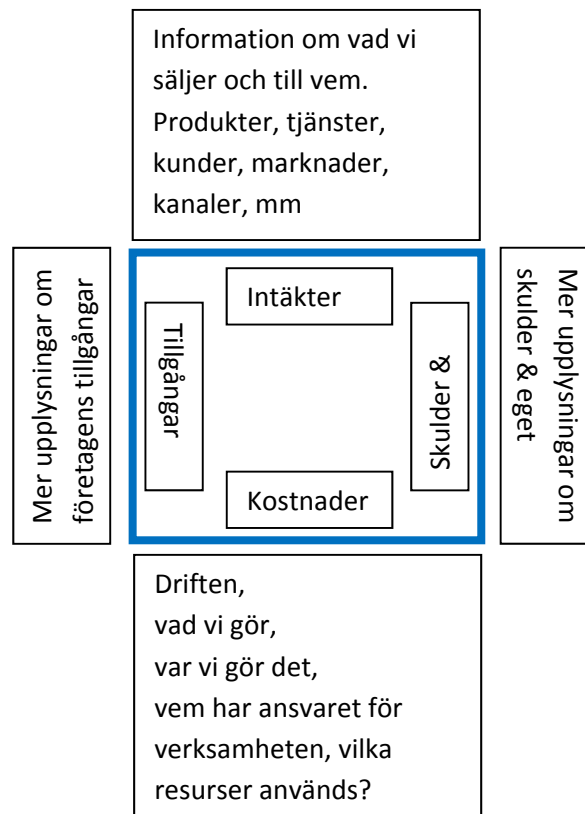 Information om vad vi
säljer och till vem.
Produkter, tjänster,
kunder, marknader,
kanaler, mm
Mer upplysningar om
företagens tillgångar
Tillgångar
Intäkter
Kostnader
Skulder &
Mer upplysningar om
skulder & eget
Driften,
vad vi gör,
var vi gör det,
vem har ansvaret för
verksamheten, vilka
resurser används?